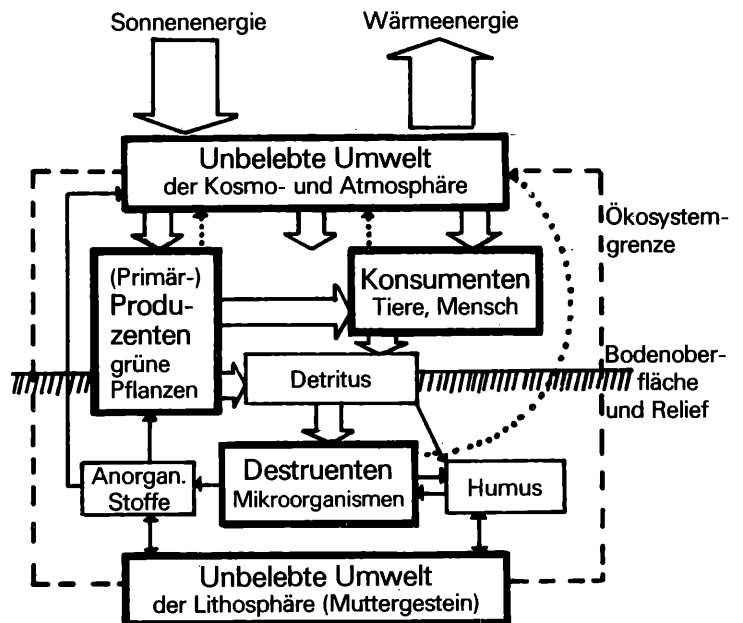 Sonnenenergie
Wärmeenergie
Unbelebte Umwelt
der Kosmo- und Atmosphäre
Ökosystem-
grenze
(Primär-)
Produ-
zenten
grüne
Pflanzen
Konsumenten
Tiere, Mensch
Detritus
Bodenober-
fläche
und Relief
Anorgan.
Stoffe
Destruenten
Mikroorganismen
Humus
Unbelebte Umwelt
der Lithosphäre (Muttergestein)